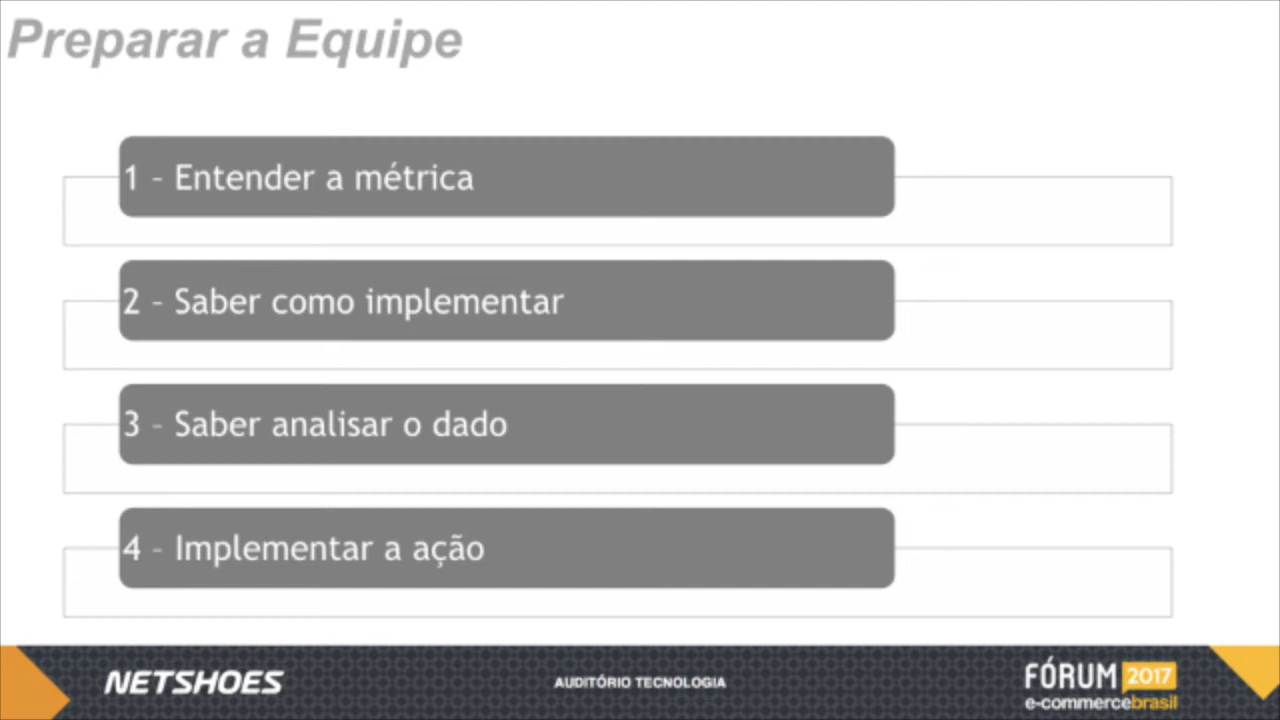 Preparar a Equipe
1 - Entender a métrica
2 - Saber como implementar
3 - Saber analisar o dado
4 - Implementar a ação
NETSHOES
AUDITÓRIO TECNOLOGIA
FÓRUM 2017
e-commercebrasil